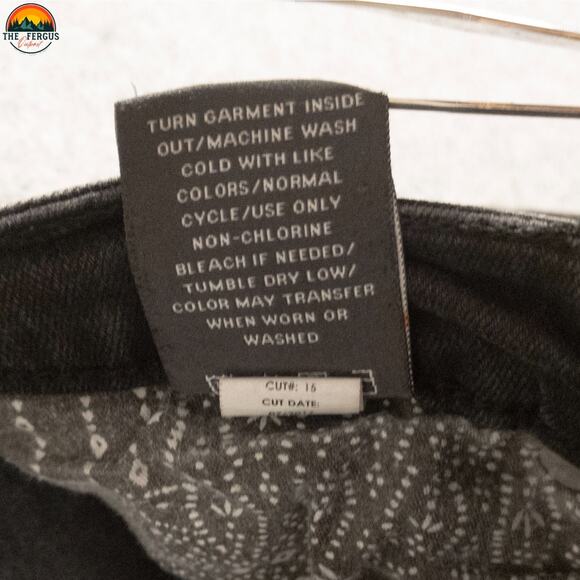 THE FERGUS
TURN GARMENT INSIDE
OUT/MACHINE WASH
COLD WITH LIKE
COLORS/NORMAL
CYCLE/USE ONLY
NON-CHLORINE
BLEACH IF NEEDED/
TUMBLE DRY LOW/
COLOR MAY TRANSFER
WHEN WORN OR
WASHED
CUT#: 16
CUT DATE: